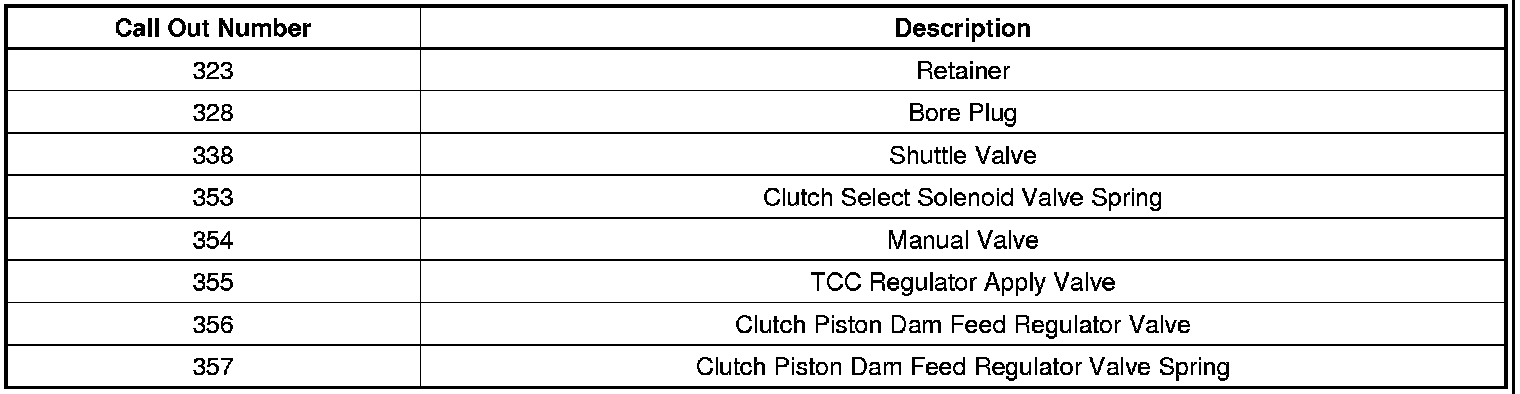 Call Out Number Description
323 Retainer
328 Bore Plug
338 Shuttle Valve
353 Clutch Select Solenoid Valve Spring
354 Manual Valve
355 TCC Regulator Apply Valve
356 Clutch Piston Dam Feed Regulator Valve
357 Clutch Piston Dam Feed Regulator Valve Spring